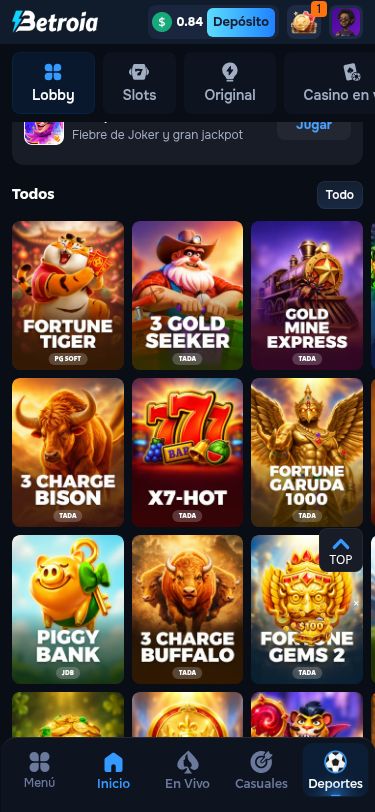 Betroia
$ 0.84 Depósito
1
Lobby
Slots
Original
Casino en
Fiebre de Joker y gran jackpot
Jugar
Todos
Todo
FORTUNE
TIGER
PG SOFT
3 GOLD
SEEKER
TADA
GOLD
MINE
EXPRESS
TADA
3 CHARGE
BISON
TADA
777
BAR
X7-HOT
TADA
FORTUNE
GARUDA
1000
TADA
TOP
PIGGY
BANK
JDB
3 CHARGE
BUFFALO
TADA
$100
FORTUNE
GEMS 2
TADA
Menú
Inicio
En Vivo
Casuales
Deportes